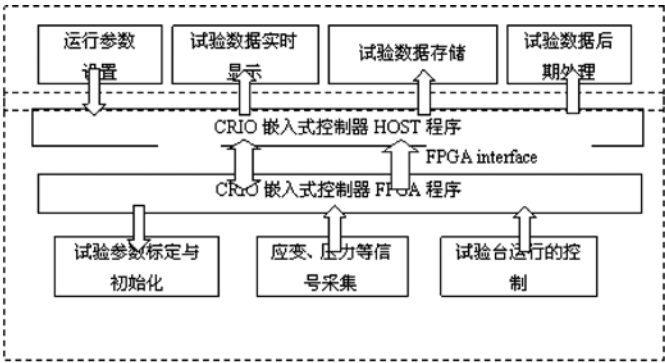 运行参数
设置
试验数据实时
显示
试验数据存储
试验数据后
期处理
CRIO 嵌入式控制器 HOST 程序
FPGA interface
CRIO 嵌入式控制器 FPGA 程序
试验参数标定与
初始化
应变、压力等信
号采集
试验台运行的控
制